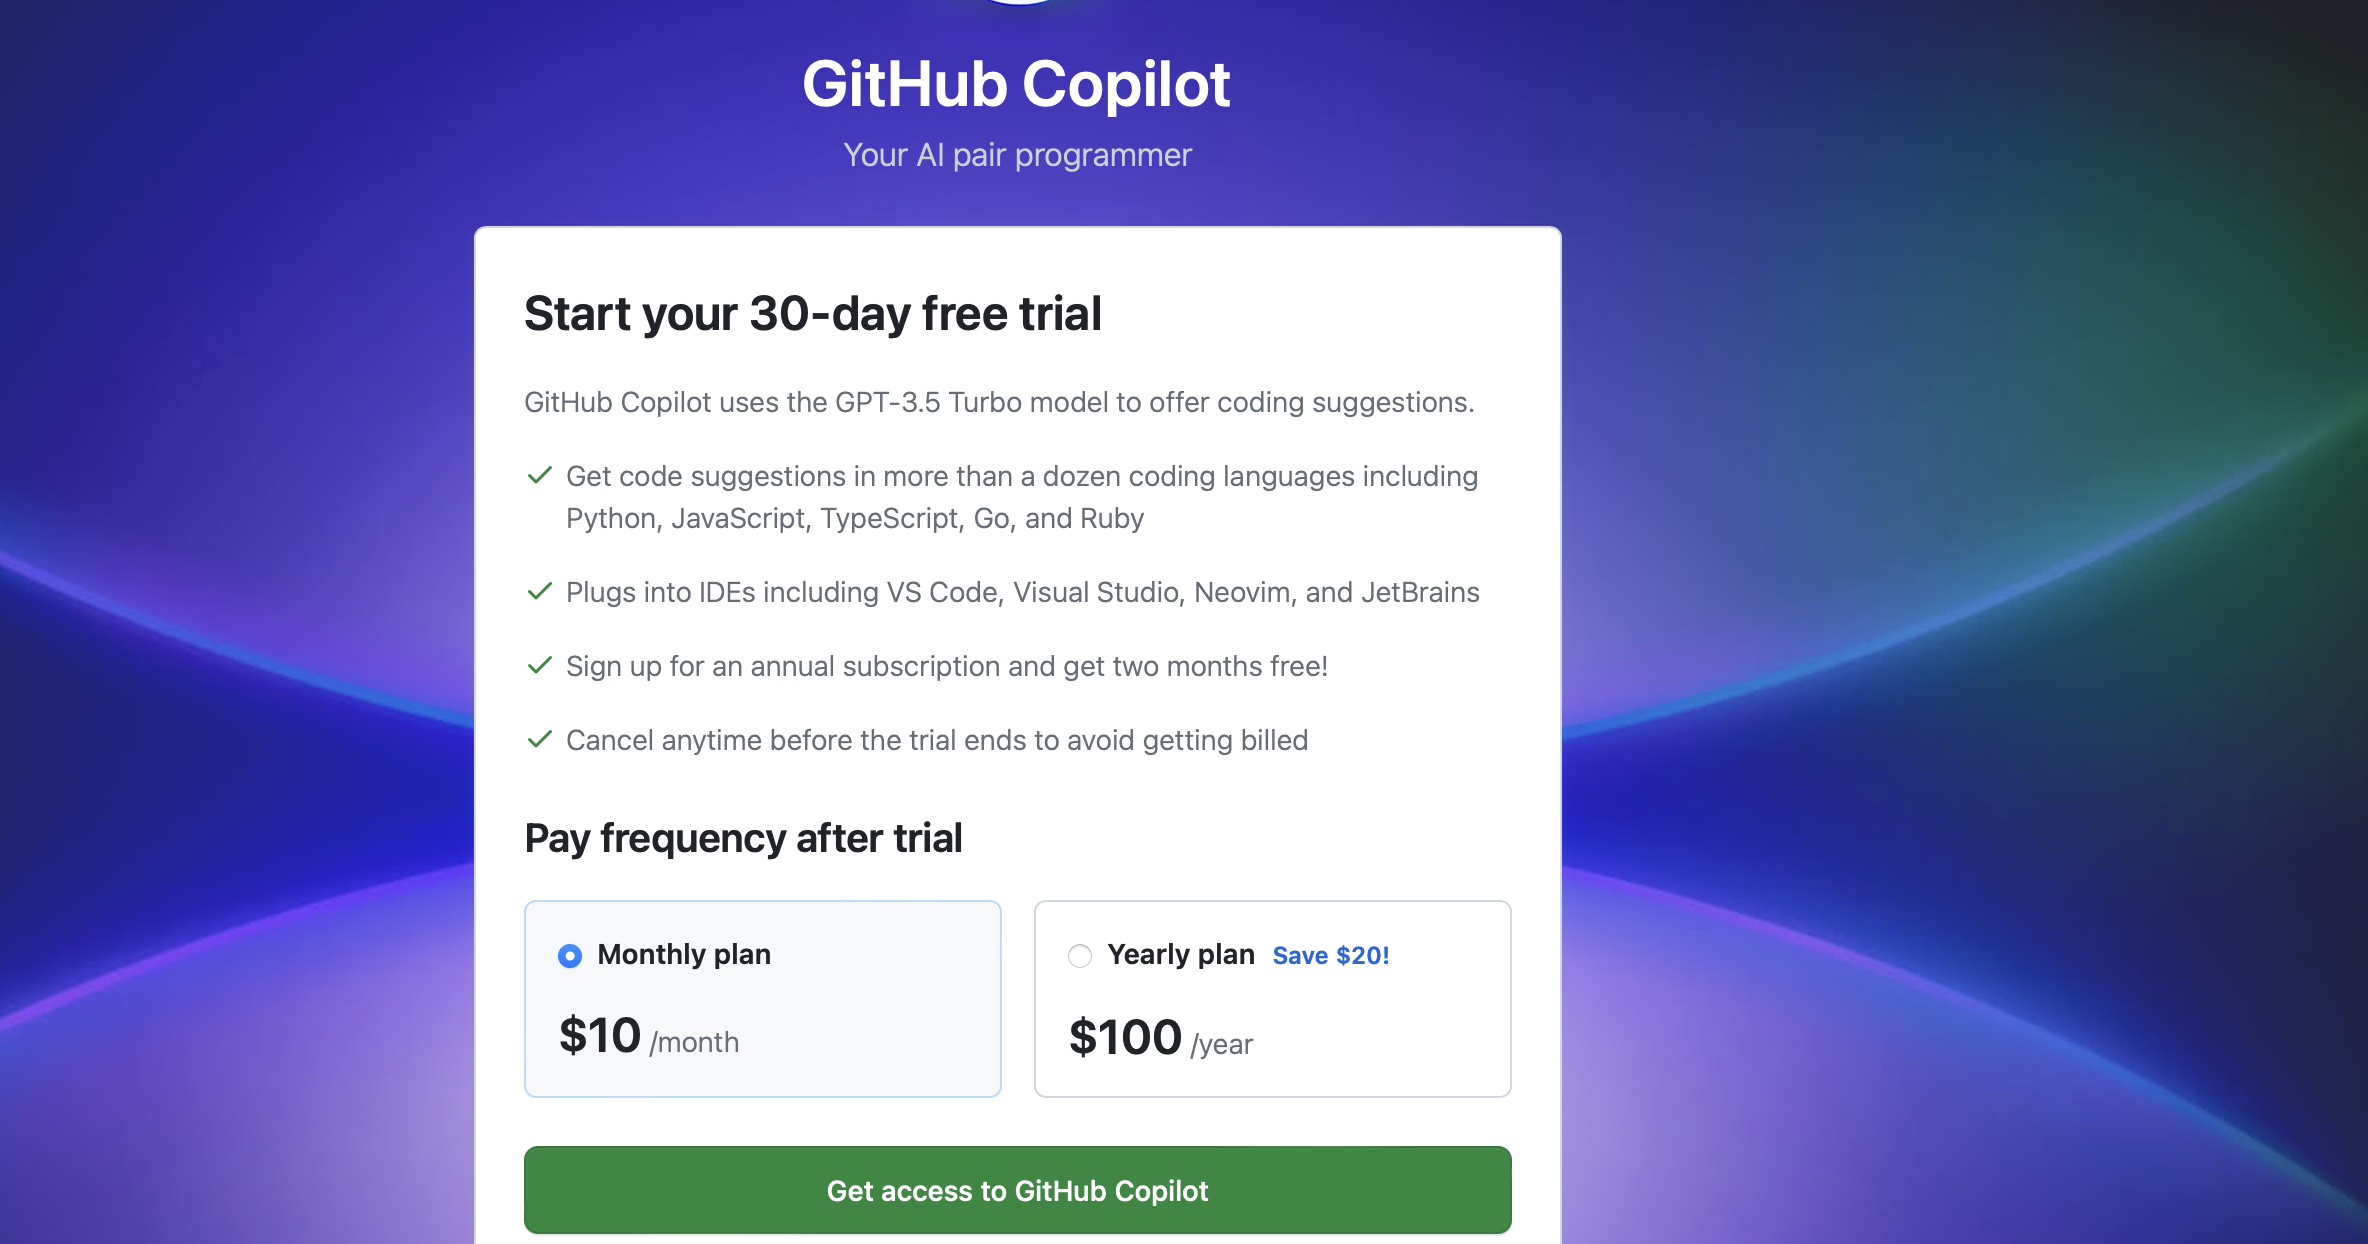 GitHub Copilot
Your AI pair programmer
Start your 30-day free trial
GitHub Copilot uses the GPT-3.5 Turbo model to offer coding suggestions.
Get code suggestions in more than a dozen coding languages including
Python, JavaScript, TypeScript, Go, and Ruby
Plugs into IDEs including VS Code, Visual Studio, Neovim, and JetBrains
Sign up for an annual subscription and get two months free!
Cancel anytime before the trial ends to avoid getting billed
Pay frequency after trial
Monthly plan
$10 /month
Yearly plan Save $20!
$100 /year
Get access to GitHub Copilot